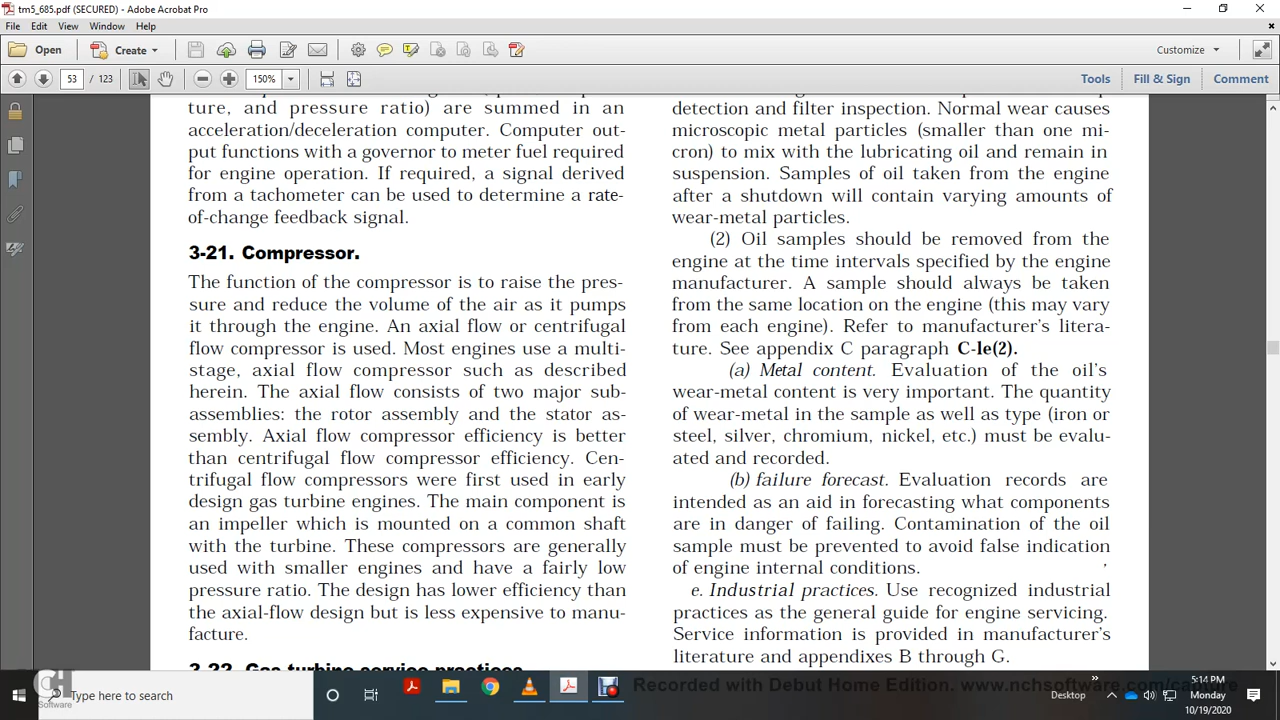 tm5_685.pdf (SECURED) - Adobe Acrobat Pro
File Edit View Window Help
Open Create Customize
53 / 123 150% Tools Fill & Sign Comment
ture, and pressure ratio) are summed in an
acceleration/deceleration computer. Computer out-
put functions with a governor to meter fuel required
for engine operation. If required, a signal derived
from a tachometer can be used to determine a rate-
of-change feedback signal.
3-21. Compressor.
The function of the compressor is to raise the pres-
sure and reduce the volume of the air as it pumps
it through the engine. An axial flow or centrifugal
flow compressor is used. Most engines use a multi-
stage, axial flow compressor such as described
herein. The axial flow consists of two major sub-
assemblies: the rotor assembly and the stator as-
sembly. Axial flow compressor efficiency is better
than centrifugal flow compressor efficiency. Cen-
trifugal flow compressors were first used in early
design gas turbine engines. The main component is
an impeller which is mounted on a common shaft
with the turbine. These compressors are generally
used with smaller engines and have a fairly low
pressure ratio. The design has lower efficiency than
the axial-flow design but is less expensive to manu-
facture.
3-22. Gas turbine service practices.
detection and filter inspection. Normal wear causes
microscopic metal particles (smaller than one mi-
cron) to mix with the lubricating oil and remain in
suspension. Samples of oil taken from the engine
after a shutdown will contain varying amounts of
wear-metal particles.
(2) Oil samples should be removed from the
engine at the time intervals specified by the engine
manufacturer. A sample should always be taken
from the same location on the engine (this may vary
from each engine). Refer to manufacturer's litera-
ture. See appendix C paragraph C-le(2).
(a) Metal content. Evaluation of the oil's
wear-metal content is very important. The quantity
of wear-metal in the sample as well as type (iron or
steel, silver, chromium, nickel, etc.) must be evalu-
ated and recorded.
(b) failure forecast. Evaluation records are
intended as an aid in forecasting what components
are in danger of failing. Contamination of the oil
sample must be prevented to avoid false indication
of engine internal conditions.
e. Industrial practices. Use recognized industrial
practices as the general guide for engine servicing.
Service information is provided in manufacturer's
literature and appendixes B through G.
Software
Type here to search
Recorded with Debut Home Edition. www.nchsoftware.com/capture
Desktop
5:14 PM
Monday
10/19/2020